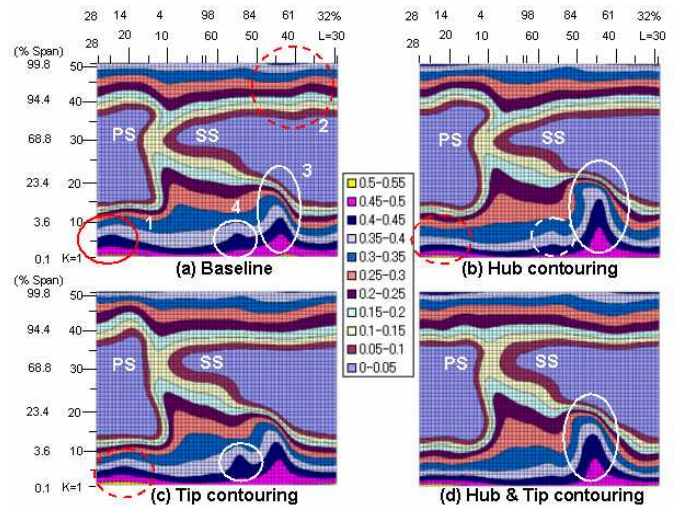 28 14 4 98 84 61 32%
28 20 10 60 50 40 L=30
28 14 4 98 84 61 32%
28 20 10 60 50 40 L=30
(% Span)
99.8 50
94.4 40
68.8 30
23.4 20
3.6 10
0.1 K=1
PS
SS
1
2
3
4
(a) Baseline
PS
SS
(b) Hub contouring
0.5-0.55
0.45-0.5
0.4-0.45
0.35-0.4
0.3-0.35
0.25-0.3
0.2-0.25
0.15-0.2
0.1-0.15
0.05-0.1
0-0.05
(% Span)
99.8 50
94.4 40
68.8 30
23.4 20
3.6 10
0.1 K=1
PS
SS
(c) Tip contouring
PS
SS
(d) Hub & Tip contouring